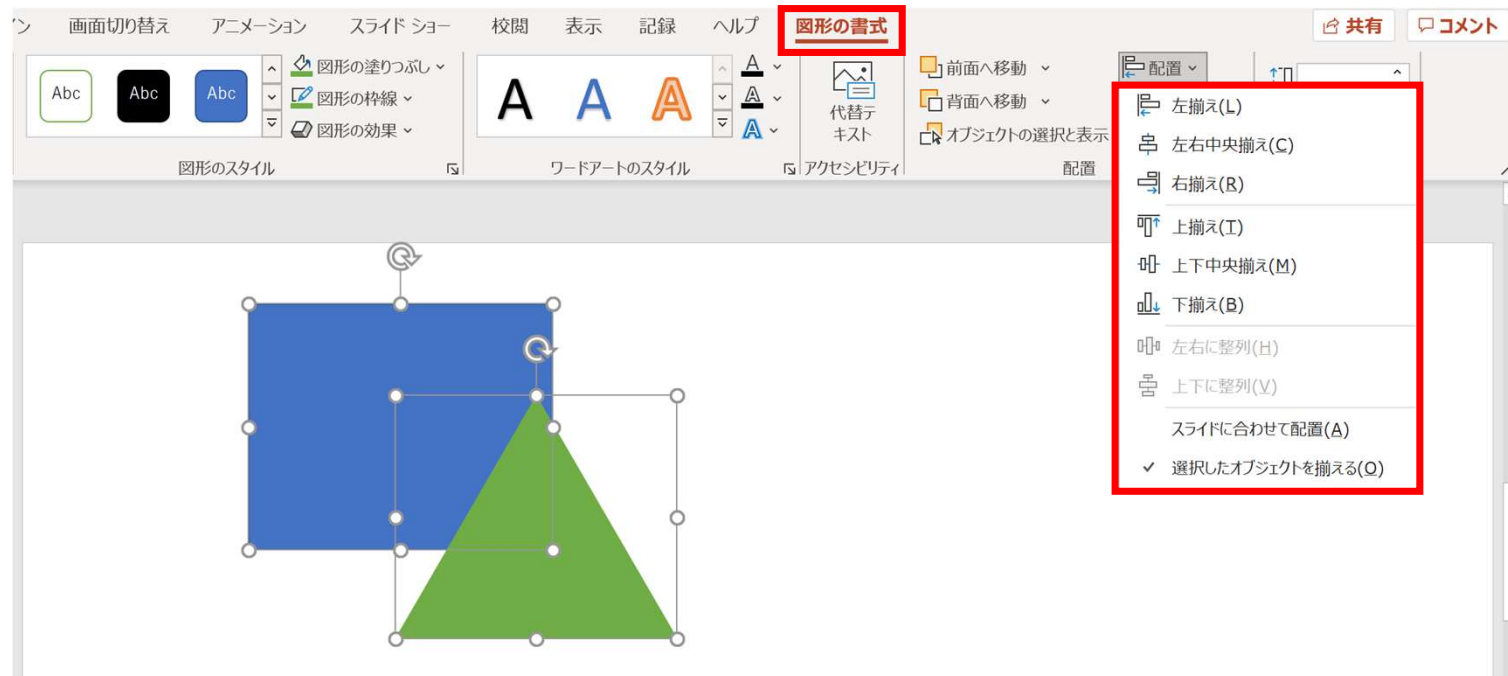 ン 画面切り替え アニメーション スライド ショー 校閲 表示 記録 ヘルプ 図形の書式 共有 コメント
Abc Abc Abc
図形の塗りつぶし
図形の枠線
図形の効果
図形のスタイル
A A A
A
A
A
ワードアートのスタイル
代替テ
キスト
アクセシビリティ
前面へ移動
背面へ移動
オブジェクトの選択と表示
配置
配置
左揃え(L)
左右中央揃え(C)
右揃え(R)
上揃え(T)
上下中央揃え(M)
下揃え(B)
左右に整列(H)
上下に整列(V)
スライドに合わせて配置(A)
選択したオブジェクトを揃える(O)